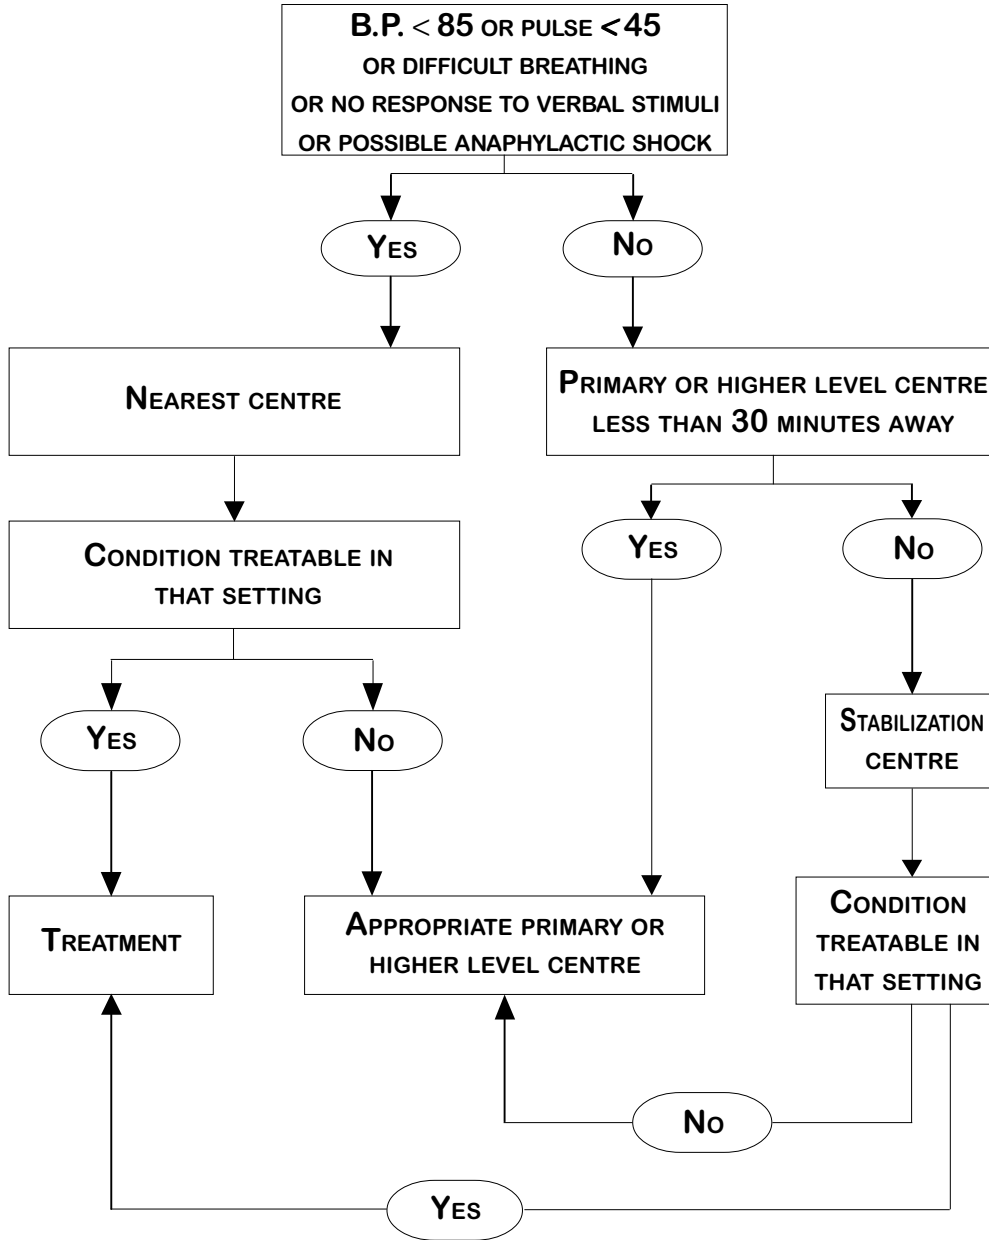 B.P. < 85 OR PULSE < 45
OR DIFFICULT BREATHING
OR NO RESPONSE TO VERBAL STIMULI
OR POSSIBLE ANAPHYLACTIC SHOCK
YES
NO
NEAREST CENTRE
PRIMARY OR HIGHER LEVEL CENTRE
LESS THAN 30 MINUTES AWAY
CONDITION TREATABLE IN
THAT SETTING
YES
NO
YES
NO
STABILIZATION
CENTRE
TREATMENT
APPROPRIATE PRIMARY OR
HIGHER LEVEL CENTRE
CONDITION
TREATABLE IN
THAT SETTING
NO
YES